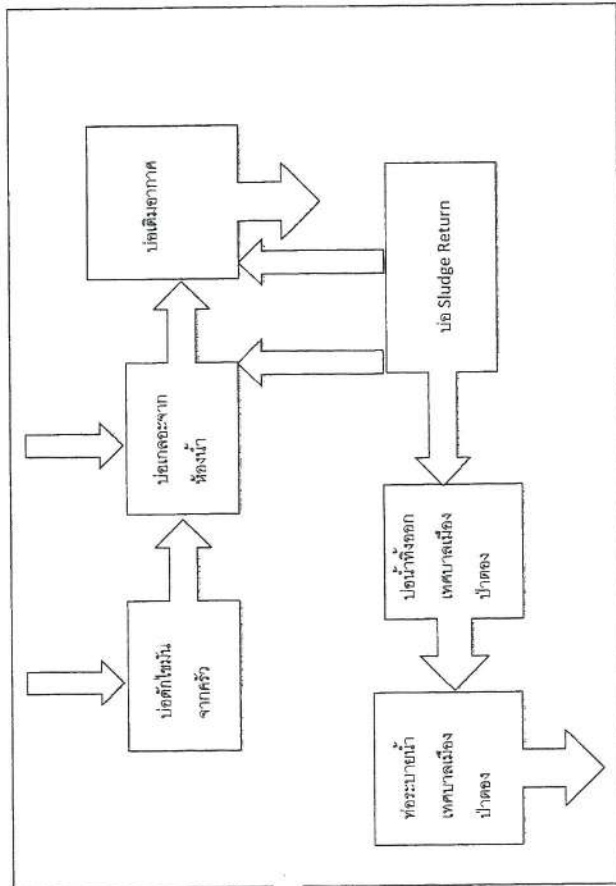 บ่อดักไขมัน
จากครัว
บ่อเกลอะจาก
ห้องน้ำ
บ่อเติมอากาศ
บ่อ Sludge Return
บ่อน้ำทิ้งออก
เทศบาลเมือง
ป่าตอง
ท่อระบายน้ำ
เทศบาลเมือง
ป่าตอง